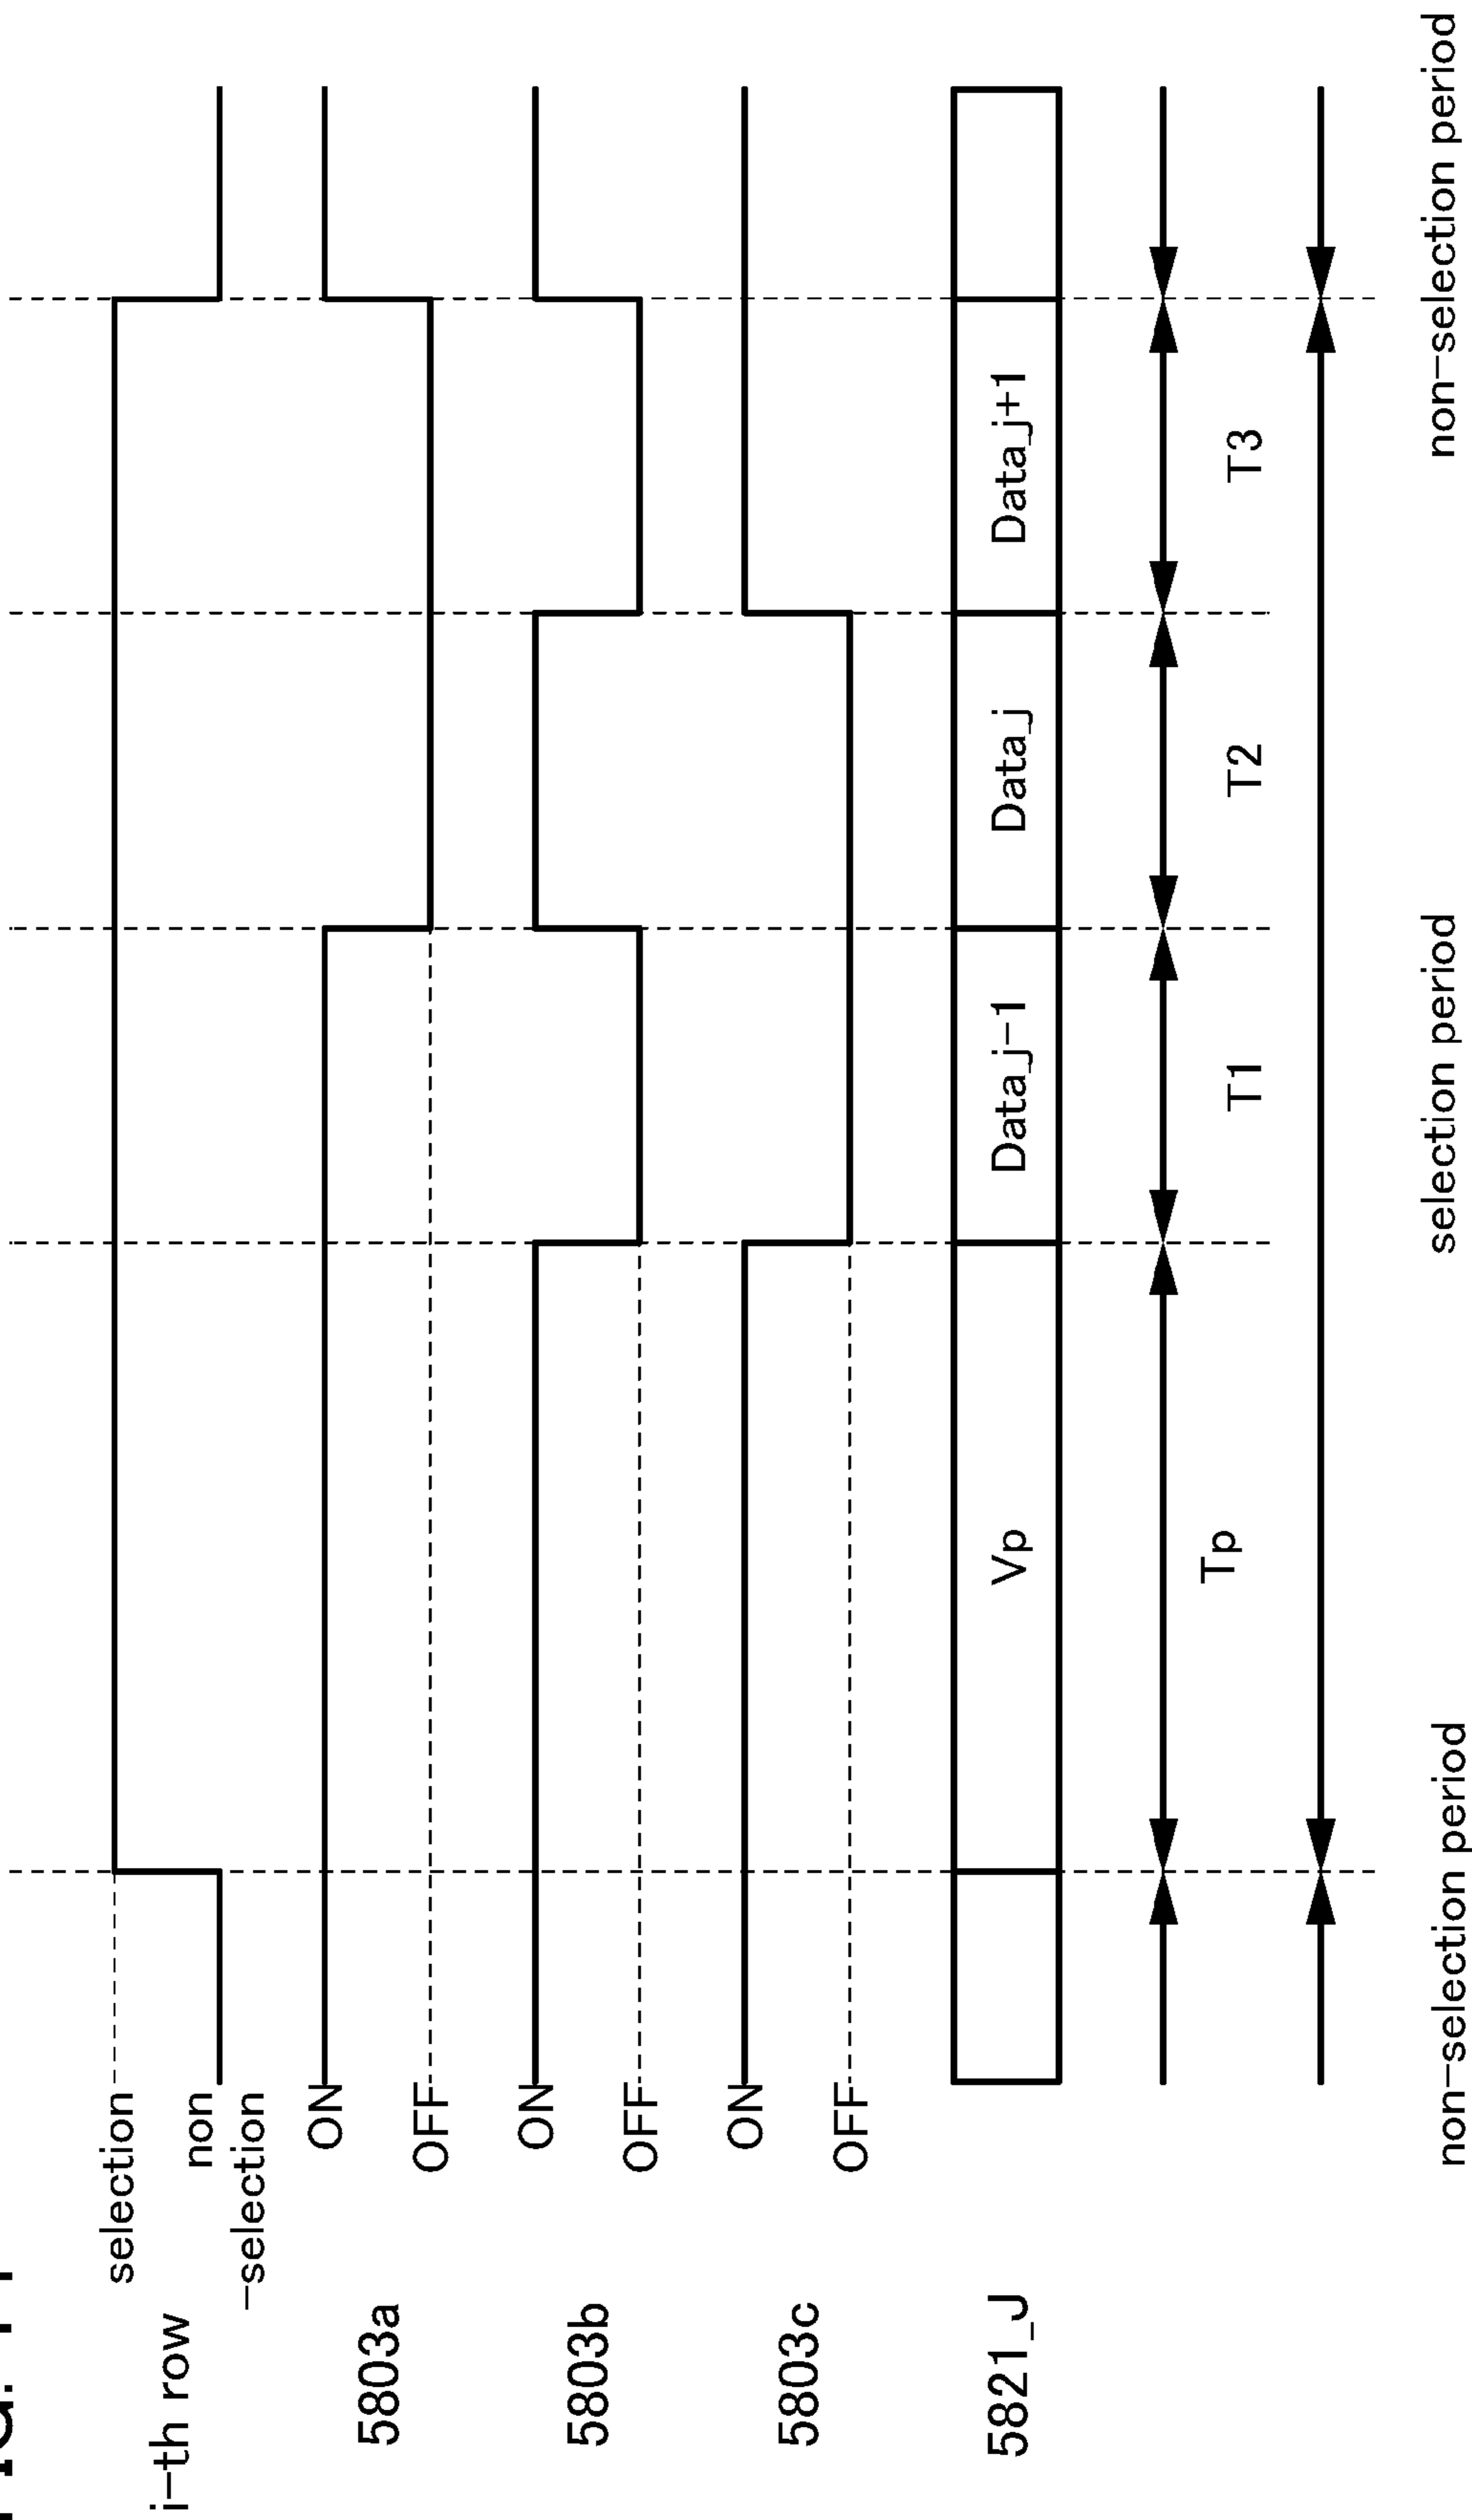 i-th row
selection
non
-selection
5803a
ON
OFF
5803b
ON
OFF
5803c
ON
OFF
5821_J
Vp
Data_j-1
Data_j
Data_j+1
Tp
T1
T2
T3
non-selection period
selection period
non-selection period